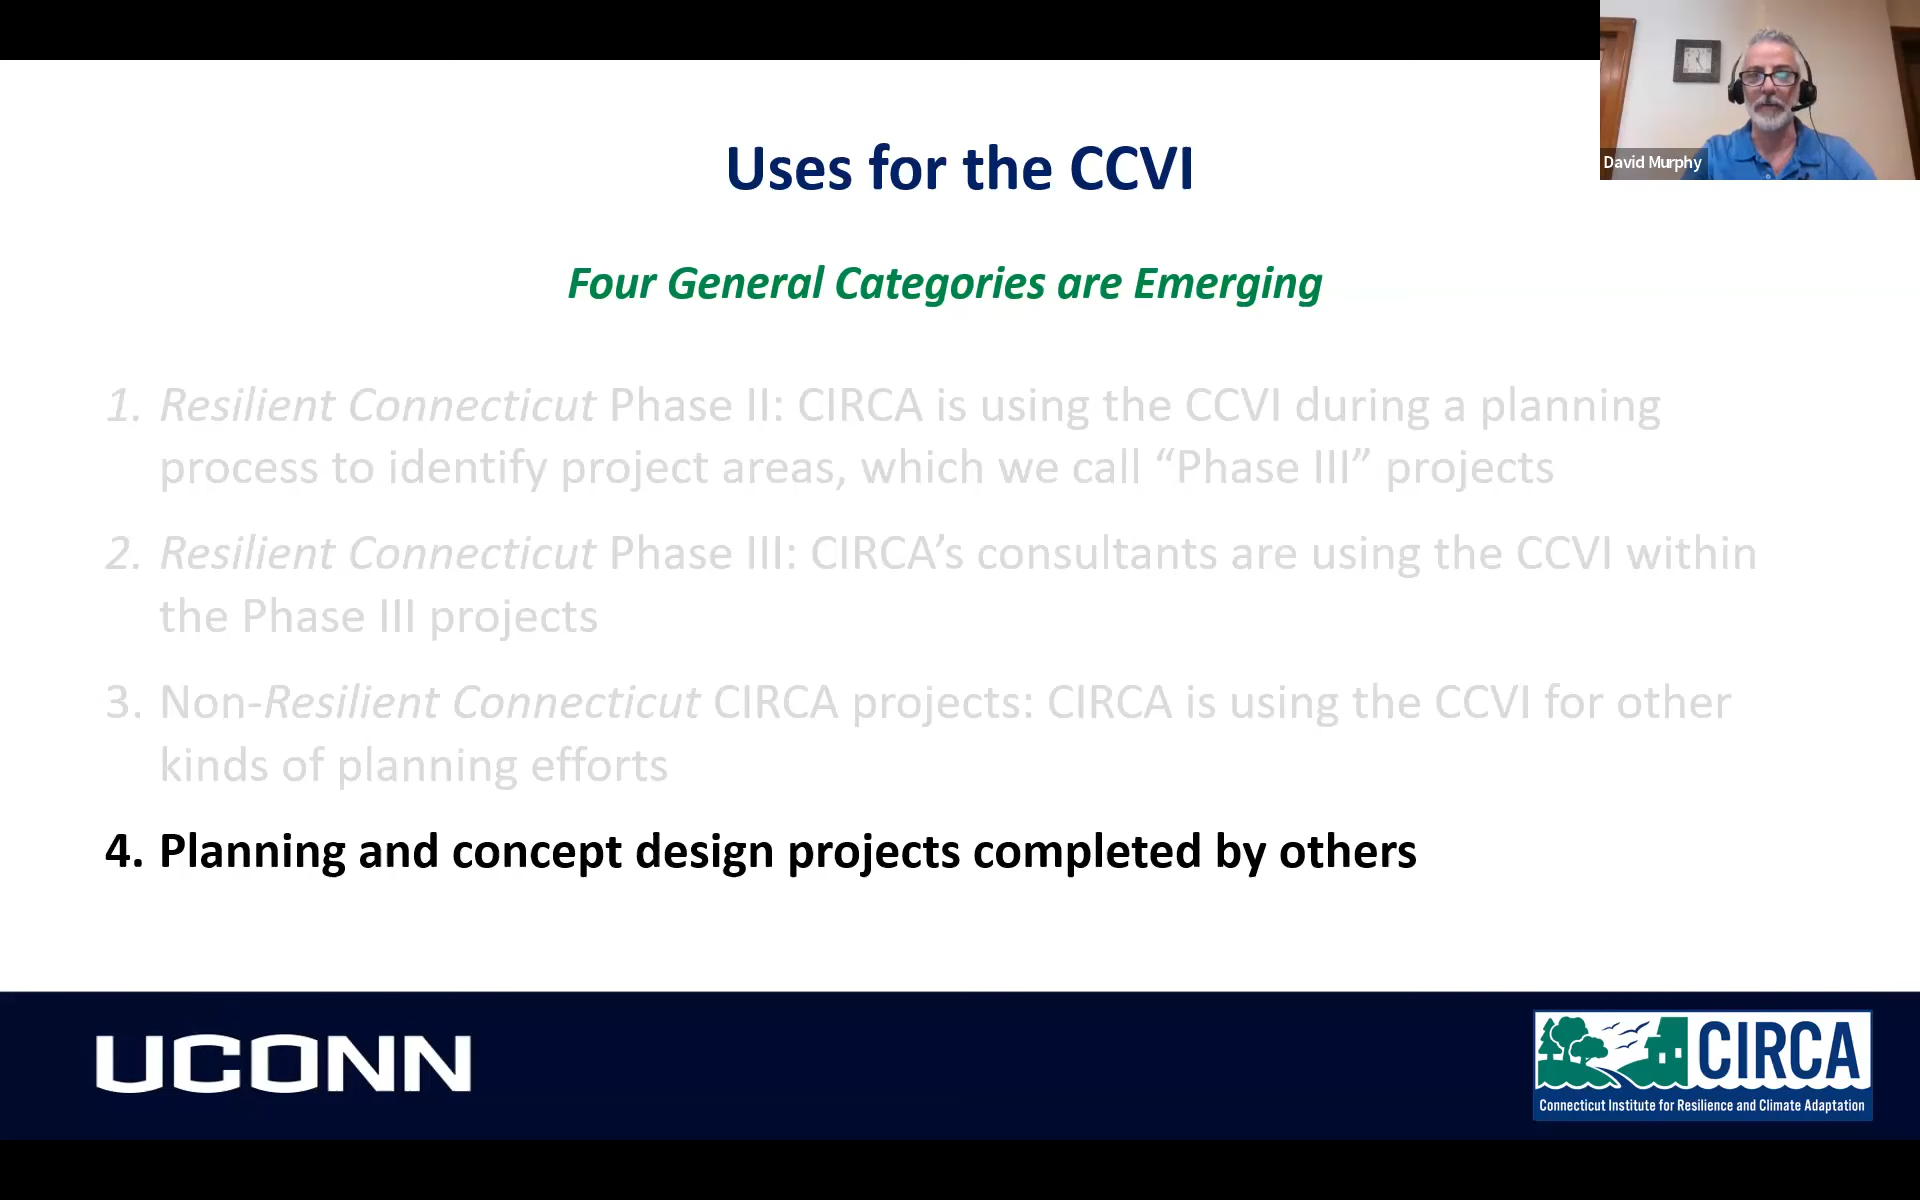 Uses for the CCVI
David Murphy
Four General Categories are Emerging
1. Resilient Connecticut Phase II: CIRCA is using the CCVI during a planning
process to identify project areas, which we call “Phase III” projects
2. Resilient Connecticut Phase III: CIRCA’s consultants are using the CCVI within
the Phase III projects
3. Non-Resilient Connecticut CIRCA projects: CIRCA is using the CCVI for other
kinds of planning efforts
4. Planning and concept design projects completed by others
UCONN
CIRCA
Connecticut Institute for Resilience and Climate Adaptation